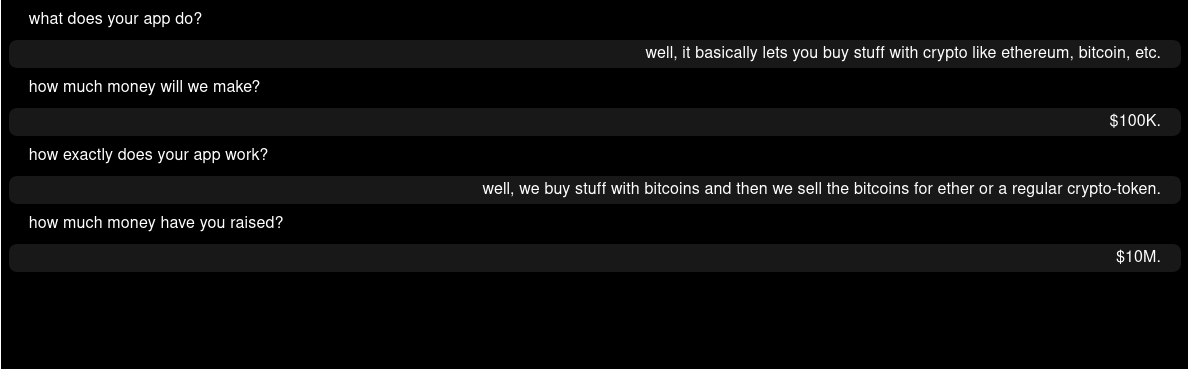 what does your app do?
well, it basically lets you buy stuff with crypto like ethereum, bitcoin, etc.
how much money will we make?
$100K.
how exactly does your app work?
well, we buy stuff with bitcoins and then we sell the bitcoins for ether or a regular crypto-token.
how much money have you raised?
$10M.